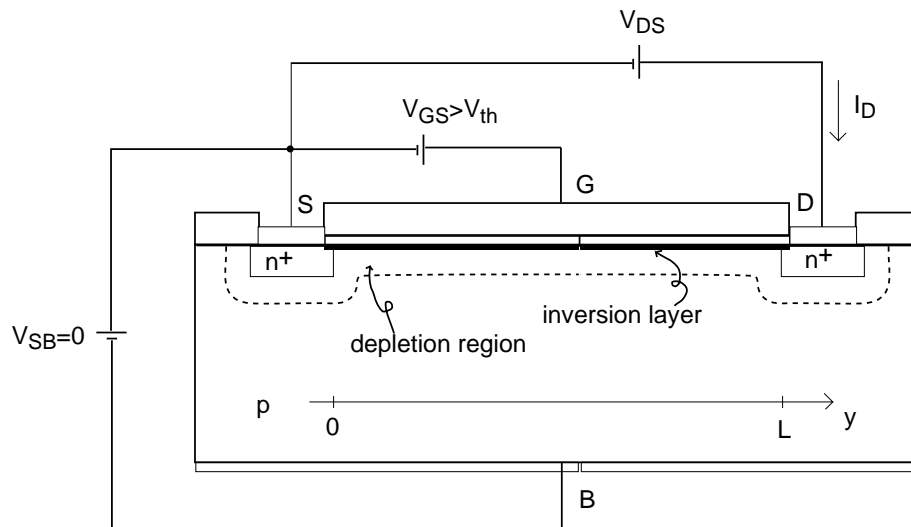 V_DS
I_D
V_GS>V_th
G
S
D
n+
n+
inversion layer
V_SB=0
depletion region
p
0
L
y
B